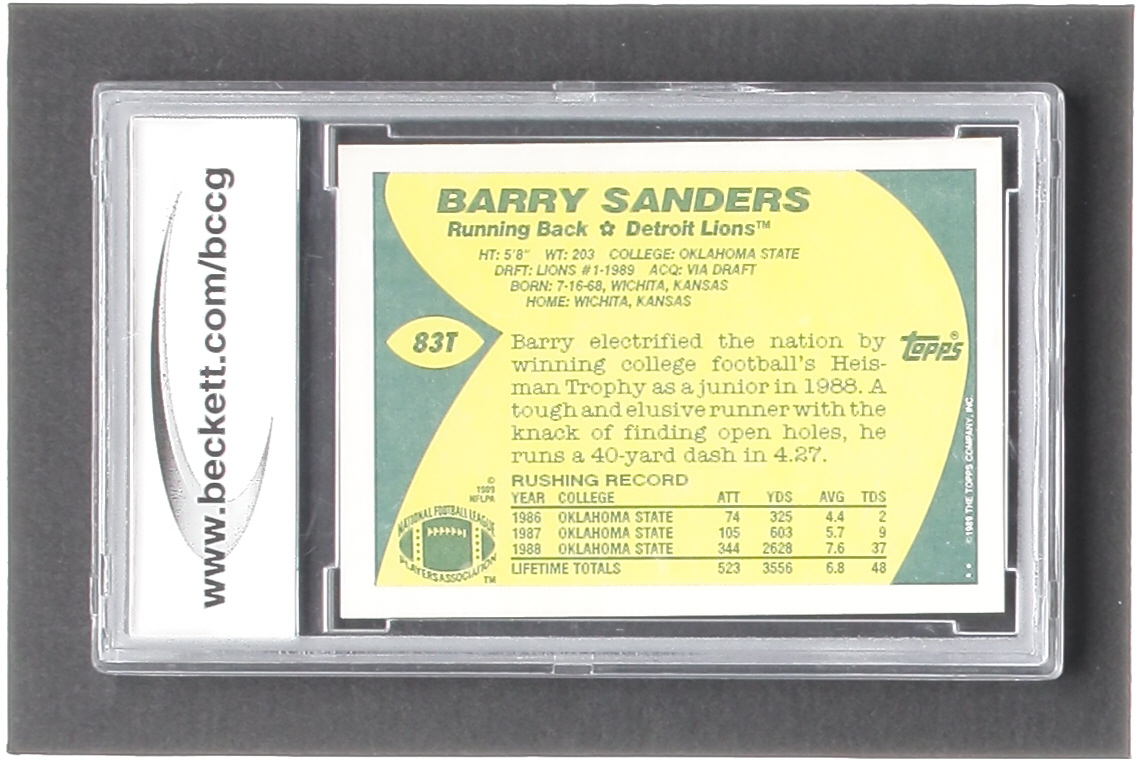 www.beckett.com/bccg
BARRY SANDERS
Running Back ✿ Detroit Lions™
HT: 5'8" WT: 203 COLLEGE: OKLAHOMA STATE
DRFT: LIONS #1-1989 ACQ: VIA DRAFT
BORN: 7-16-68, WICHITA, KANSAS
HOME: WICHITA, KANSAS
83T
Barry electrified the nation by
winning college football's Heis-
man Trophy as a junior in 1988. A
tough and elusive runner with the
knack of finding open holes, he
runs a 40-yard dash in 4.27.
TOPPS®
RUSHING RECORD
YEAR COLLEGE ATT YDS AVG TDS
1986 OKLAHOMA STATE 74 325 4.4 2
1987 OKLAHOMA STATE 105 603 5.7 9
1988 OKLAHOMA STATE 344 2628 7.6 37
LIFETIME TOTALS 523 3556 6.8 48
©
1989
NFLPA
NATIONAL FOOTBALL LEAGUE
PLAYERS ASSOCIATION
™
©1989 THE TOPPS COMPANY, INC.
**